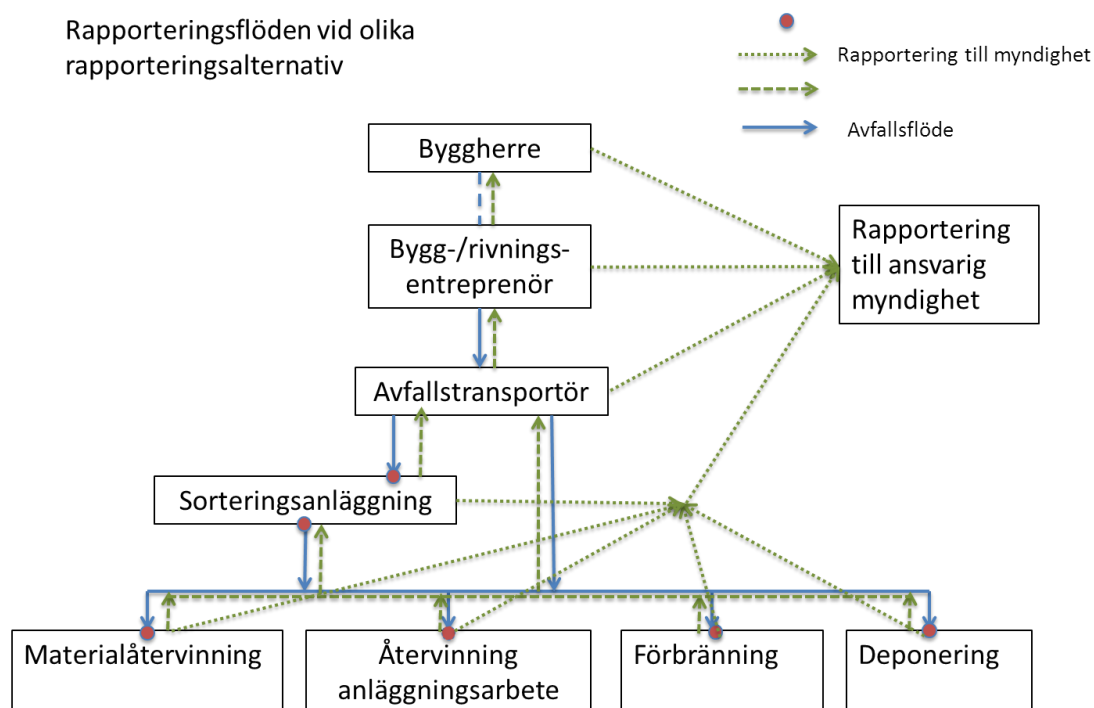 Rapporteringsflöden vid olika
rapporteringsalternativ
Rapportering till myndighet
Avfallsflöde
Byggherre
Bygg-/rivnings-
entreprenör
Rapportering
till ansvarig
myndighet
Avfallstransportör
Sorteringsanläggning
Materialåtervinning
Återvinning
anläggningsarbete
Förbränning
Deponering